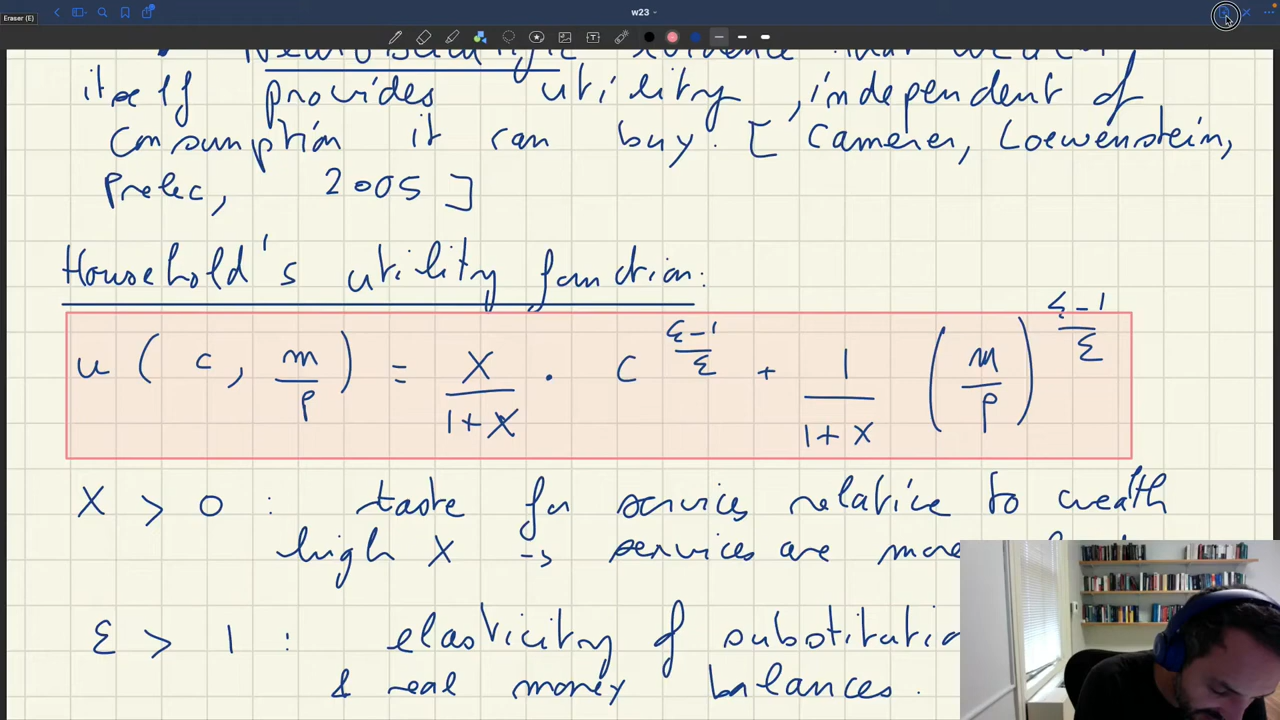 Eraser (E)
w23
itself provides utility, independent of
consumption it can buy. [Camerer, Loewenstein,
Prelec, 2005]
Household's utility function:
u(c, m/p) = χ/(1+χ) · c^((ε-1)/ε) + 1/(1+χ) (m/p)^((ε-1)/ε)
χ > 0 : taste for services relative to wealth
high χ -> services are more
ε > 1 : elasticity of
& real money balances.